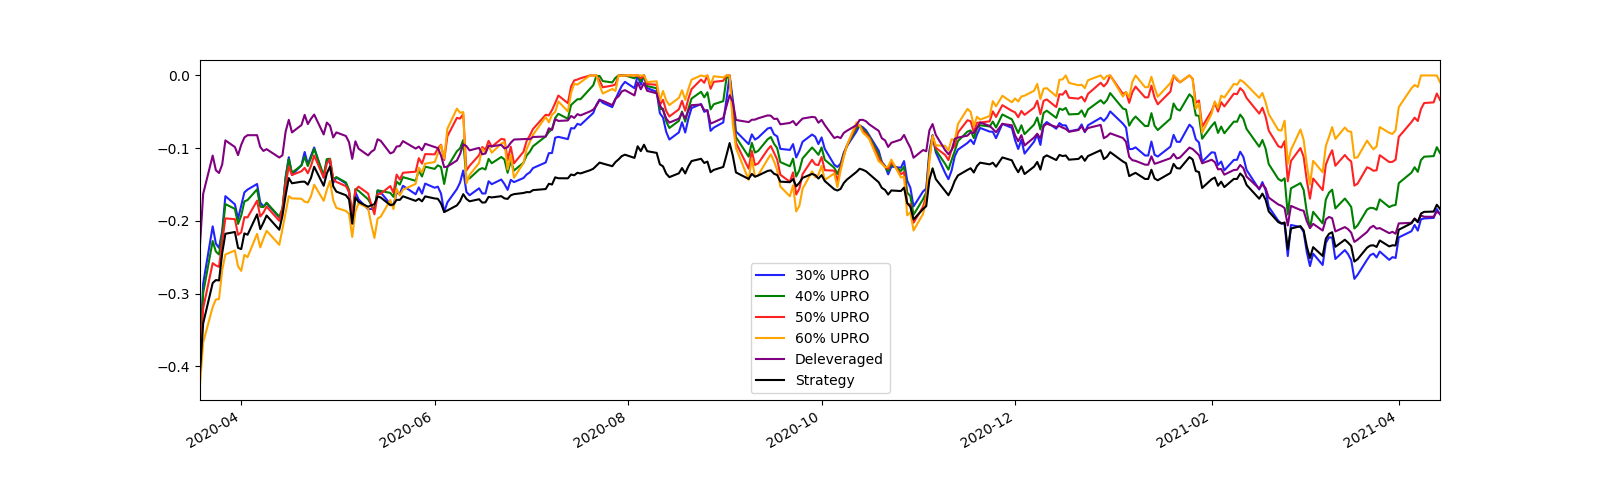 0.0
−0.1
−0.2
−0.3
−0.4
30% UPRO
40% UPRO
50% UPRO
60% UPRO
Deleveraged
Strategy
2020-04
2020-06
2020-08
2020-10
2020-12
2021-02
2021-04